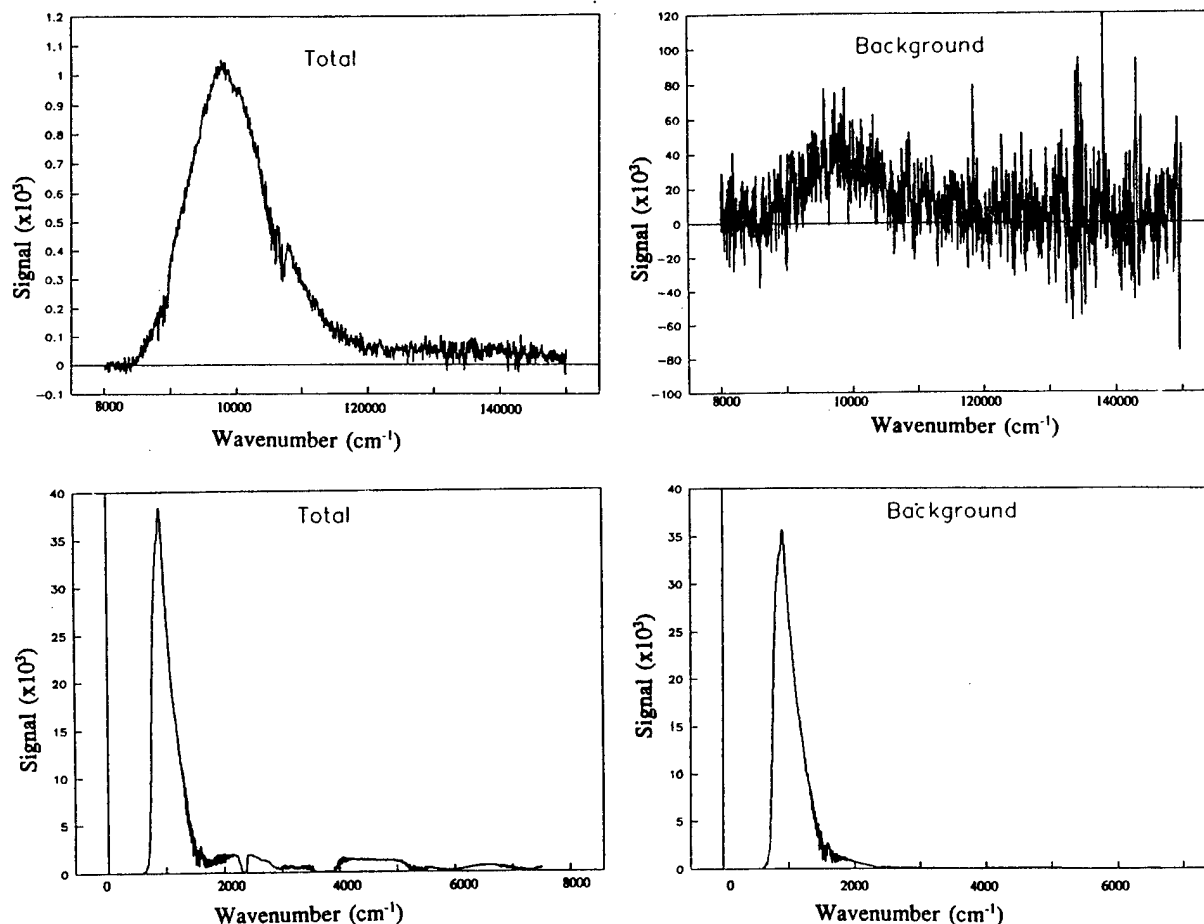 Total
Signal (x10³)
1.2
1.1
1
0.9
0.8
0.7
0.6
0.5
0.4
0.3
0.2
0.1
0
−0.1
8000 10000 120000 140000
Wavenumber (cm⁻¹)
Background
Signal (x10³)
120
100
80
60
40
20
0
−20
−40
−60
−80
−100
8000 100000 120000 140000
Wavenumber (cm⁻¹)
Total
Signal (x10³)
40
35
30
25
20
15
10
5
0
0 2000 4000 6000 8000
Wavenumber (cm⁻¹)
Background
Signal (x10³)
40
35
30
25
20
15
10
5
0
0 2000 4000 6000
Wavenumber (cm⁻¹)